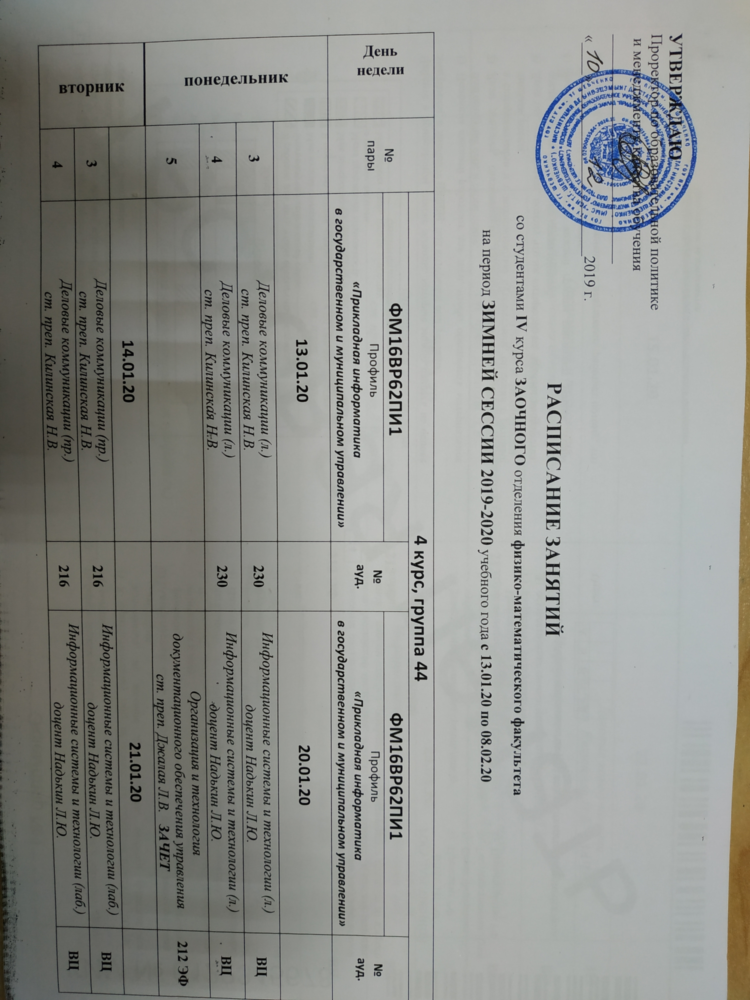 УТВЕРЖДАЮ
Проректор по образовательной политике
и менеджменту качества обучения
« 10 » 12 2019 г.
РАСПИСАНИЕ ЗАНЯТИЙ
со студентами IV курса ЗАОЧНОГО отделения физико-математического факультета
на период ЗИМНЕЙ СЕССИИ 2019-2020 учебного года с 13.01.20 по 08.02.20
4 курс, группа 44
День
недели
№
пары
ФМ16ВР62ПИ1
Профиль
«Прикладная информатика
в государственном и муниципальном управлении»
№
ауд.
ФМ16ВР62ПИ1
Профиль
«Прикладная информатика
в государственном и муниципальном управлении»
№
ауд.
понедельник
13.01.20
20.01.20
3
Деловые коммуникации (л.)
ст. преп. Килинская Н.В.
230
Информационные системы и технологии (л.)
доцент Надькин Л.Ю.
ВЦ
4
Деловые коммуникации (л.)
ст. преп. Килинская Н.В.
230
Информационные системы и технологии (л.)
доцент Надькин Л.Ю.
ВЦ
5
Организация и технология
документационного обеспечения управления
ст. преп. Джалая Л.В. ЗАЧЕТ
212 ЭФ
вторник
14.01.20
21.01.20
3
Деловые коммуникации (пр.)
ст. преп. Килинская Н.В.
216
Информационные системы и технологии (лаб.)
доцент Надькин Л.Ю.
ВЦ
4
Деловые коммуникации (пр.)
ст. преп. Килинская Н.В.
216
Информационные системы и технологии (лаб.)
доцент Надькин Л.Ю.
ВЦ